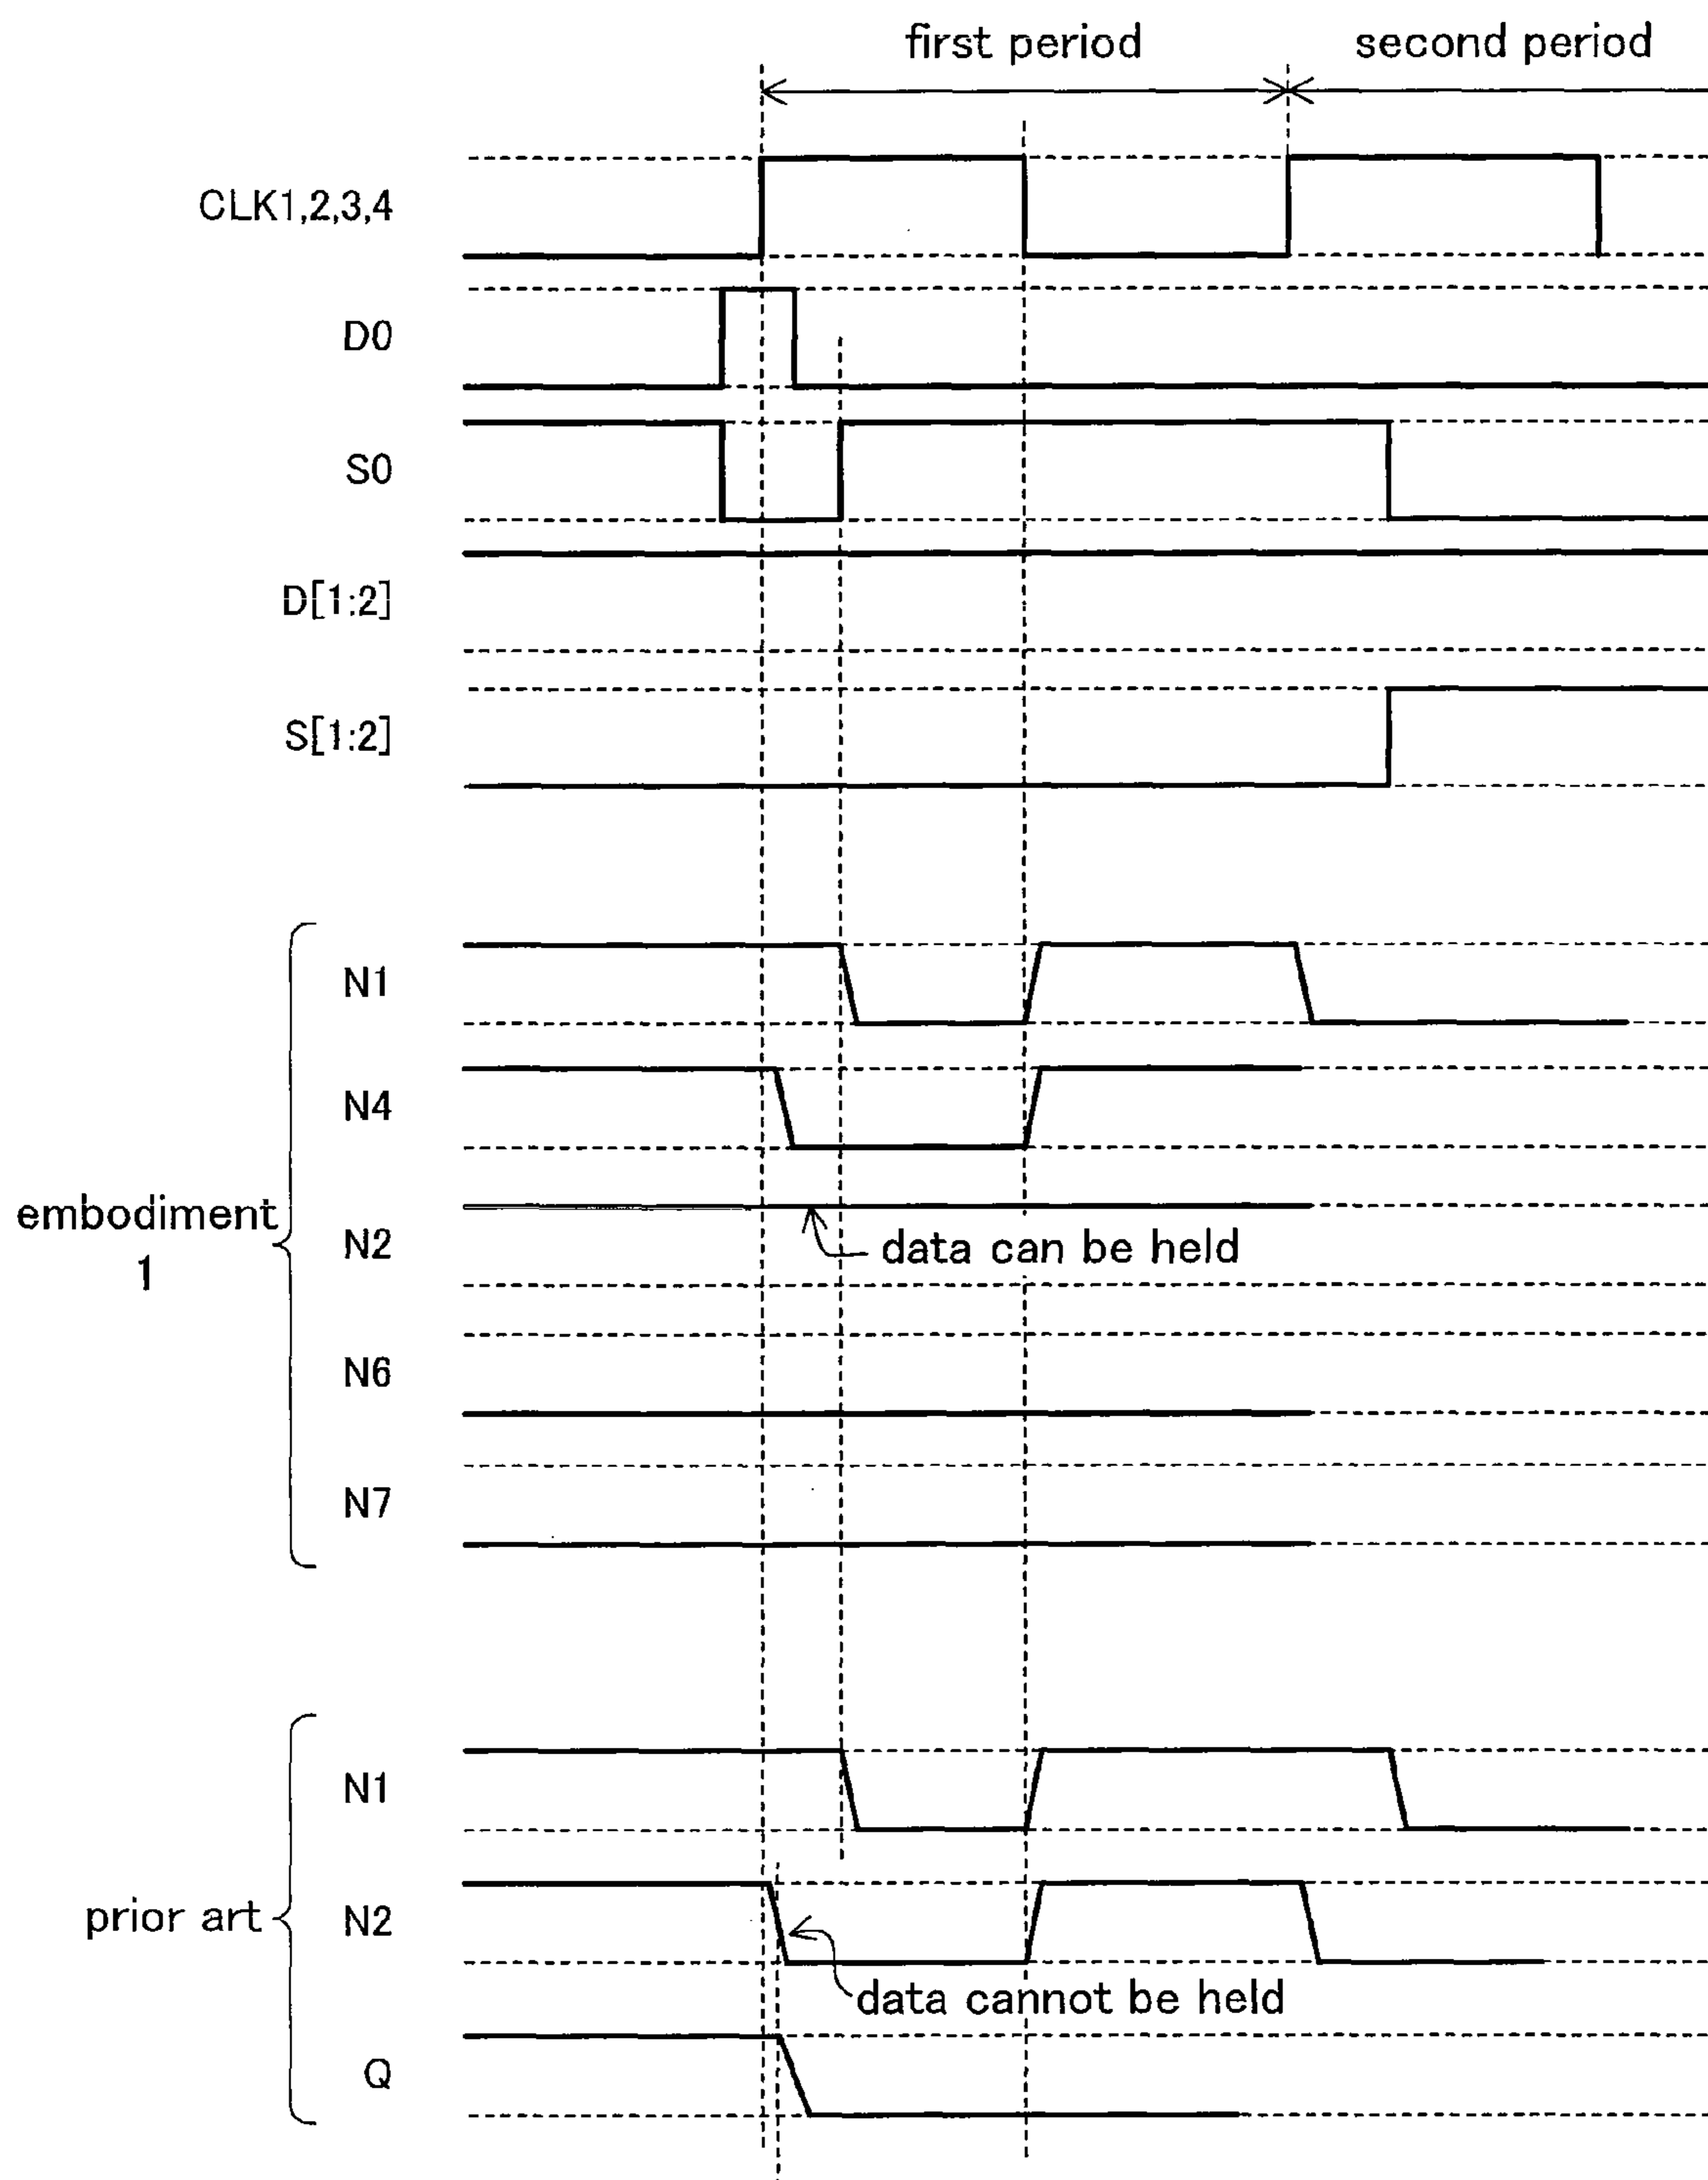 first period
second period
CLK1,2,3,4
D0
S0
D[1:2]
S[1:2]
embodiment
1
N1
N4
N2
data can be held
N6
N7
prior art
N1
N2
data cannot be held
Q